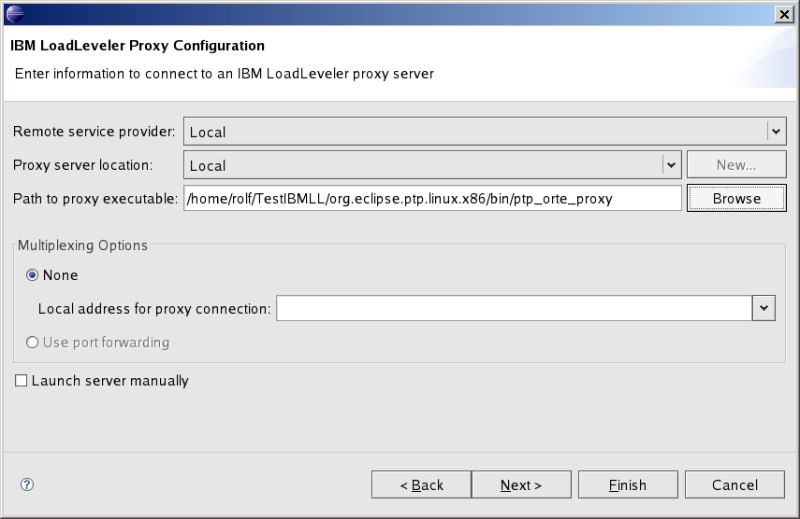 IBM LoadLeveler Proxy Configuration
Enter information to connect to an IBM LoadLeveler proxy server
Remote service provider: Local
Proxy server location: Local New...
Path to proxy executable: /home/rolf/TestIBMLL/org.eclipse.ptp.linux.x86/bin/ptp_orte_proxy Browse
Multiplexing Options
None
Local address for proxy connection:
Use port forwarding
Launch server manually
? < Back Next > Finish Cancel